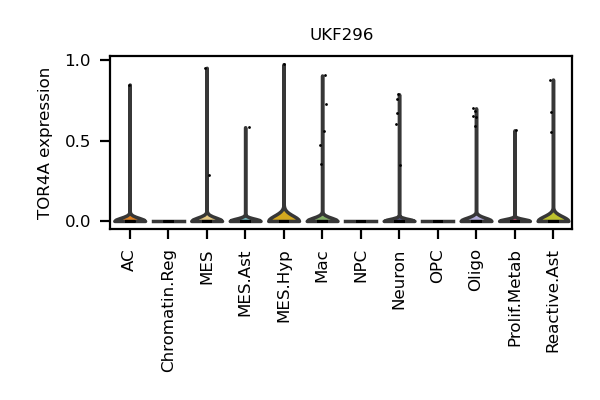 UKF296
TOR4A expression
1.0
0.5
0.0
AC
Chromatin.Reg
MES
MES.Ast
MES.Hyp
Mac
NPC
Neuron
OPC
Oligo
Prolif.Metab
Reactive.Ast